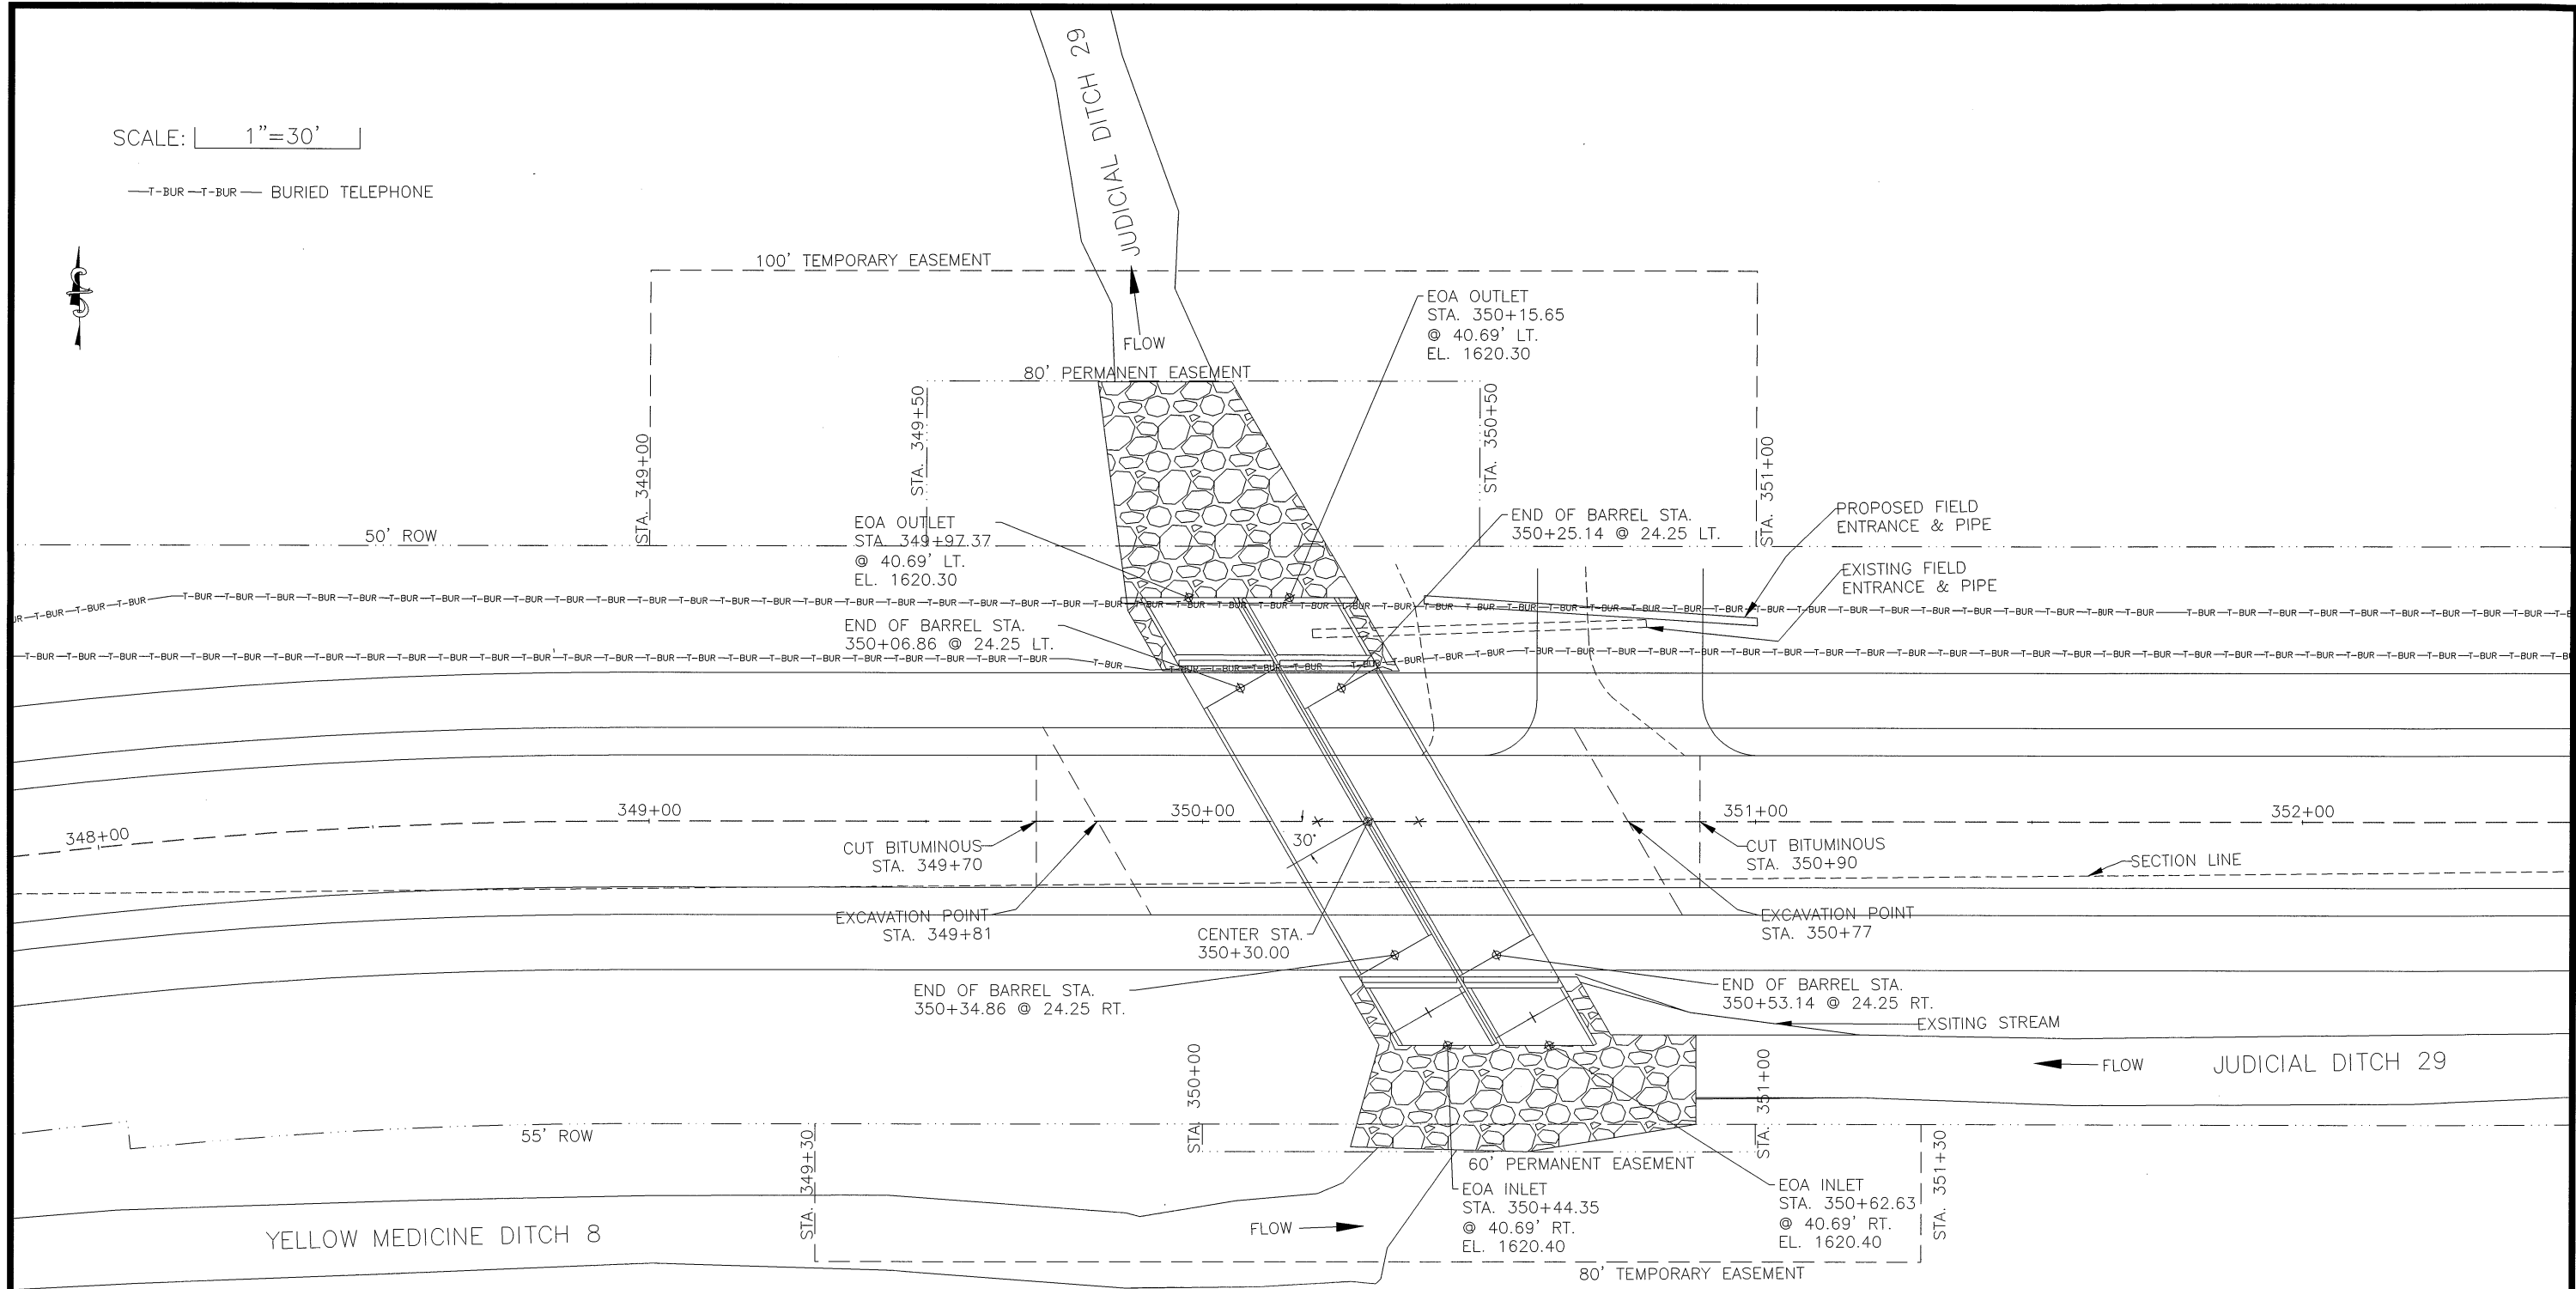 JUDICIAL DITCH 29
SCALE: 1"=30'
T-BUR T-BUR BURIED TELEPHONE
100' TEMPORARY EASEMENT
EOA OUTLET
STA. 350+15.65
@ 40.69' LT.
EL. 1620.30
FLOW
80' PERMANENT EASEMENT
STA. 349+00
STA. 349+50
STA. 350+50
STA. 351+00
50' ROW
EOA OUTLET
STA. 349+97.37
@ 40.69' LT.
EL. 1620.30
END OF BARREL STA.
350+25.14 @ 24.25 LT.
PROPOSED FIELD
ENTRANCE & PIPE
EXISTING FIELD
ENTRANCE & PIPE
END OF BARREL STA.
350+06.86 @ 24.25 LT.
348+00
349+00
350+00
351+00
352+00
30°
CUT BITUMINOUS
STA. 349+70
CUT BITUMINOUS
STA. 350+90
SECTION LINE
EXCAVATION POINT
STA. 349+81
CENTER STA.
350+30.00
EXCAVATION POINT
STA. 350+77
END OF BARREL STA.
350+34.86 @ 24.25 RT.
END OF BARREL STA.
350+53.14 @ 24.25 RT.
EXSITING STREAM
FLOW
JUDICIAL DITCH 29
STA. 350+00
STA. 351+00
55' ROW
STA. 349+30
STA. 351+30
60' PERMANENT EASEMENT
EOA INLET
STA. 350+44.35
@ 40.69' RT.
EL. 1620.40
EOA INLET
STA. 350+62.63
@ 40.69' RT.
EL. 1620.40
YELLOW MEDICINE DITCH 8
FLOW
80' TEMPORARY EASEMENT